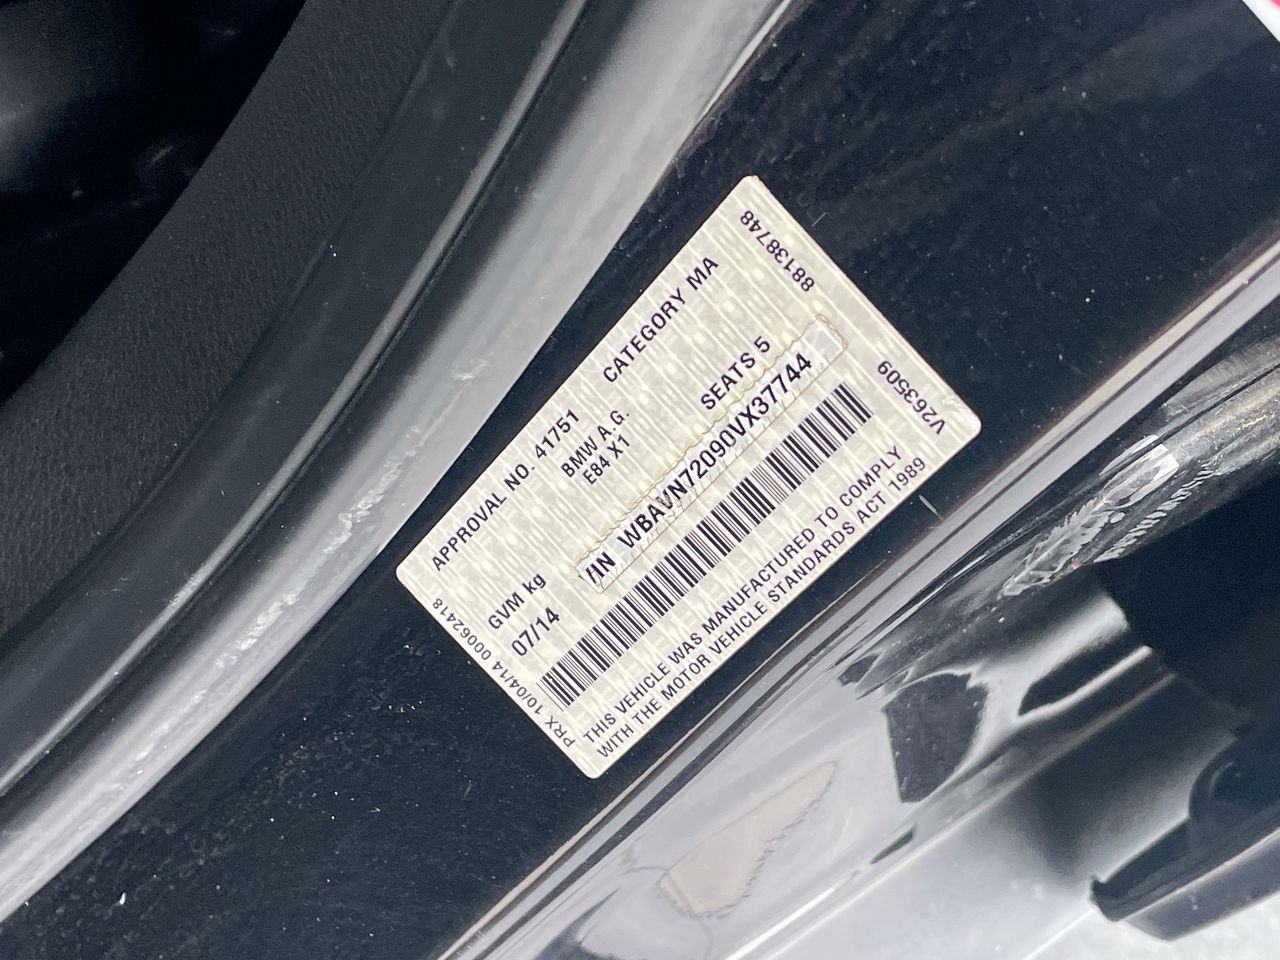 APPROVAL NO. 41751 CATEGORY MA
BMW A.G.
E84 X1
GVM kg SEATS 5
07/14
VIN WBAVN72090VX37744
THIS VEHICLE WAS MANUFACTURED TO COMPLY
WITH THE MOTOR VEHICLE STANDARDS ACT 1989
PRX 10/04/14 00062418
88138748
V263509